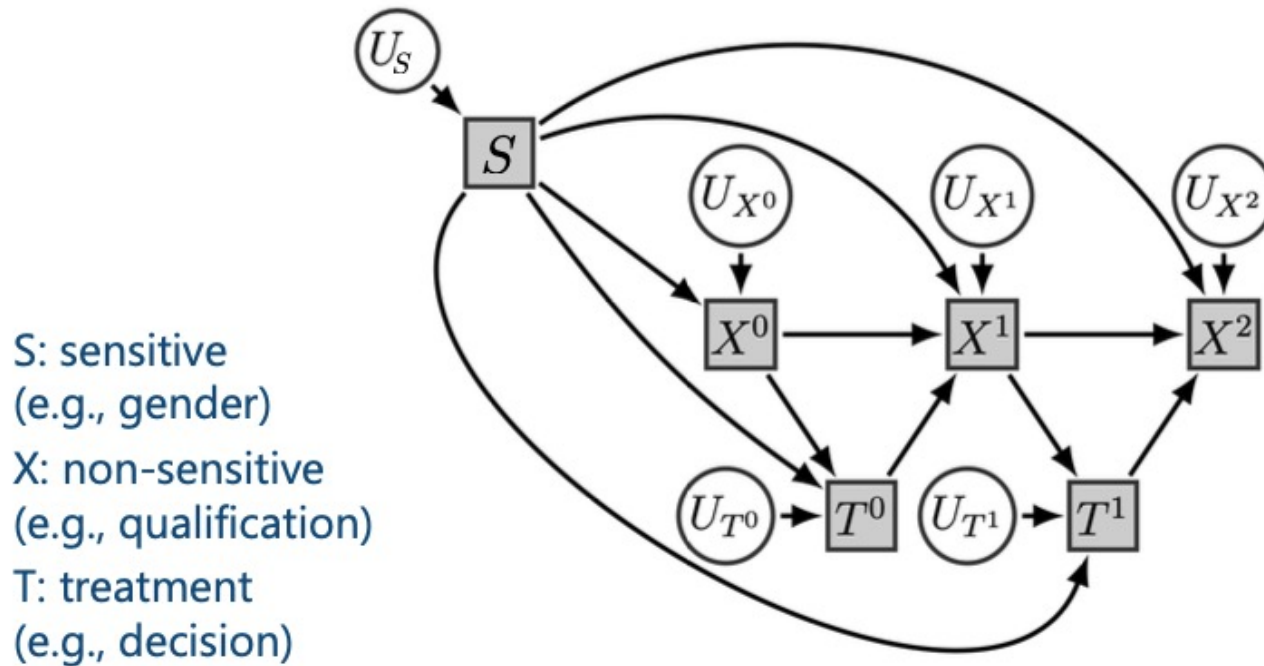 U_S
S
U_{X^0}
U_{X^1}
U_{X^2}
X^0
X^1
X^2
U_{T^0}
T^0
U_{T^1}
T^1
S: sensitive
(e.g., gender)
X: non-sensitive
(e.g., qualification)
T: treatment
(e.g., decision)